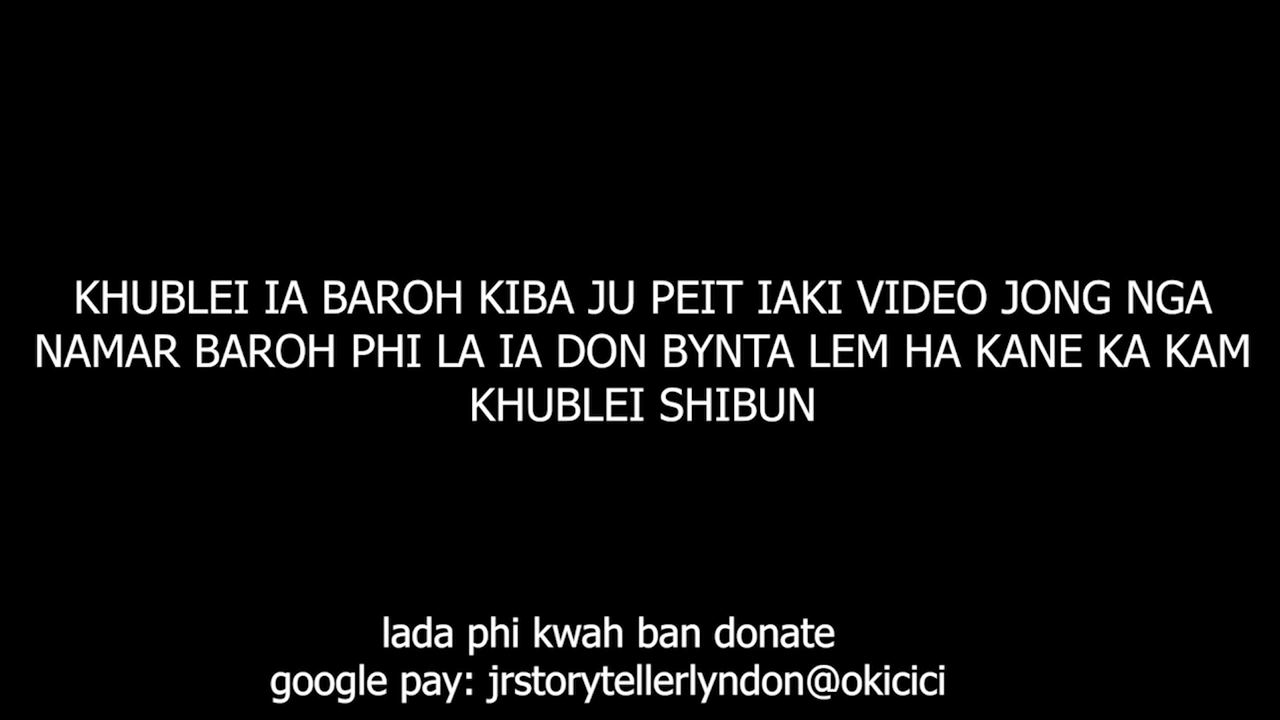 KHUBLEI IA BAROH KIBA JU PEIT IAKI VIDEO JONG NGA
NAMAR BAROH PHI LA IA DON BYNTA LEM HA KANE KA KAM
KHUBLEI SHIBUN
lada phi kwah ban donate
google pay: jrstorytellerlyndon@okicici